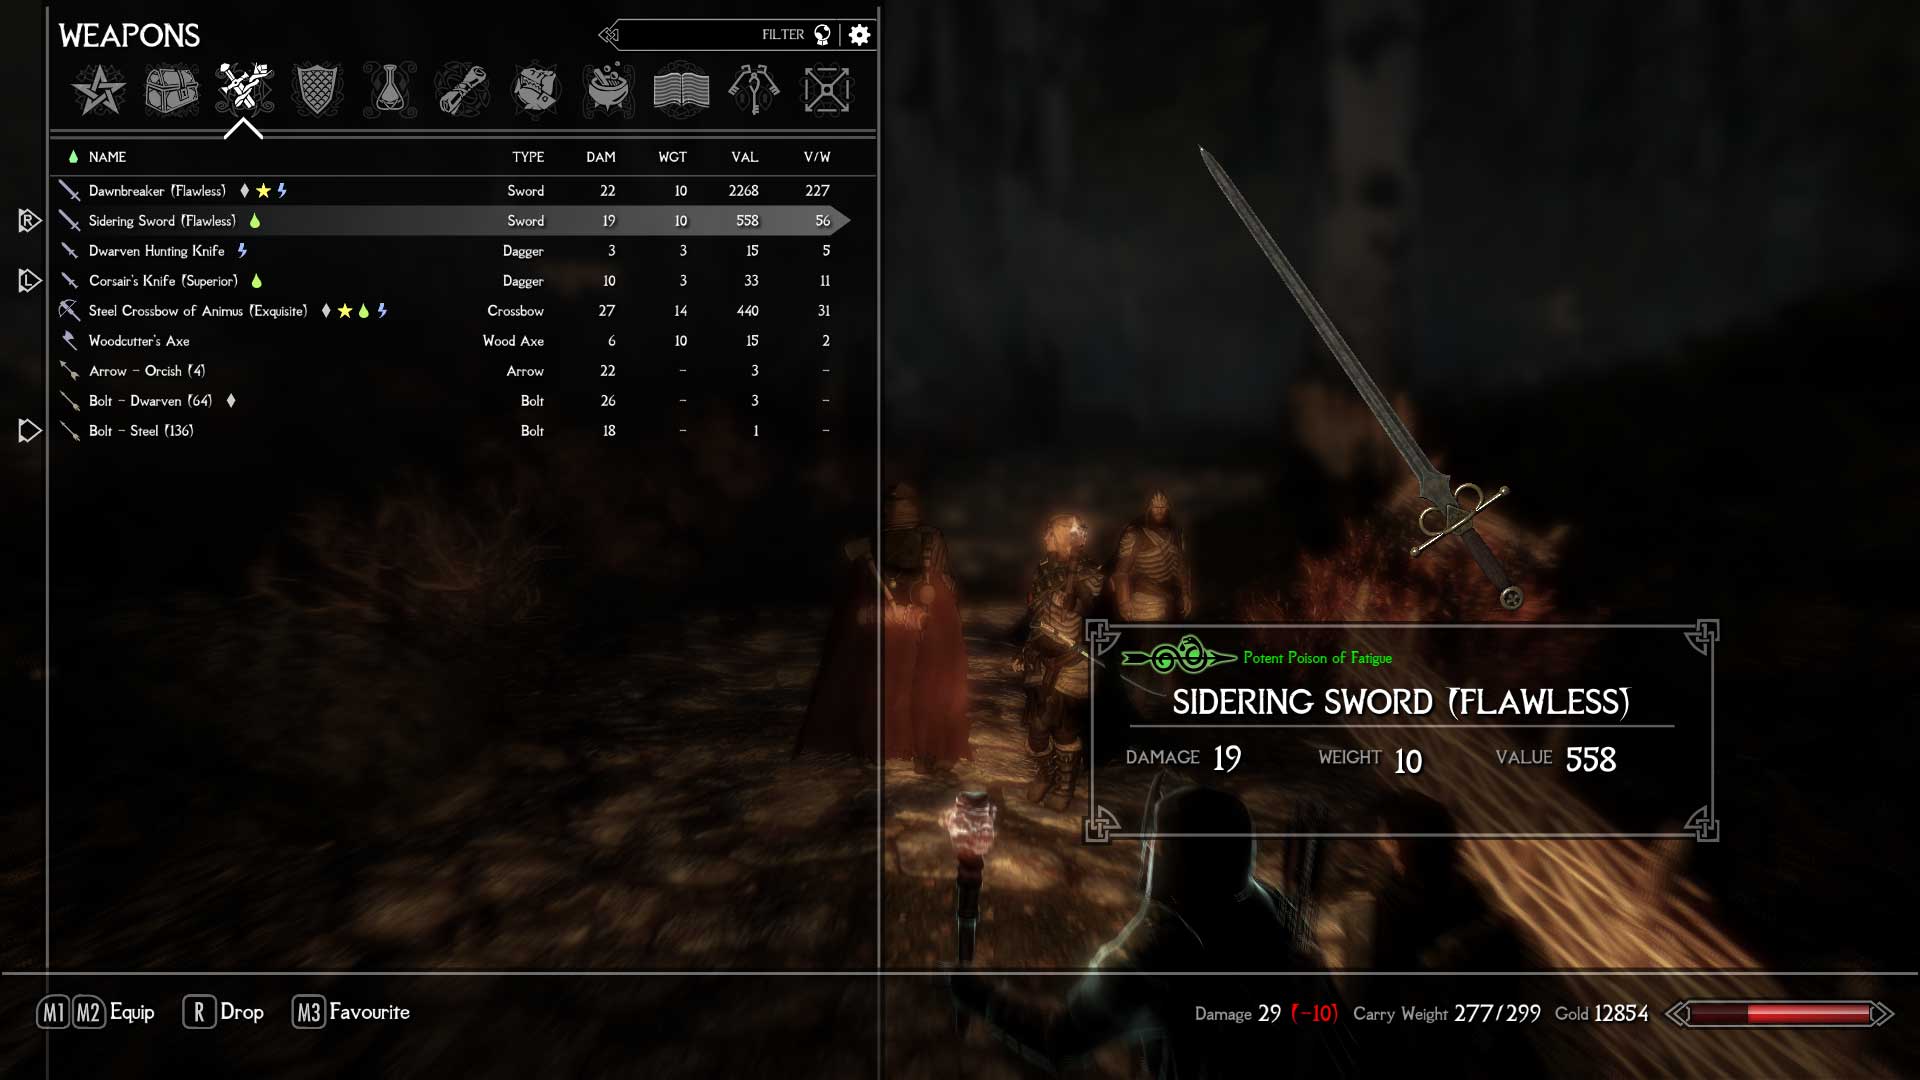 WEAPONS
FILTER
NAME TYPE DAM WGT VAL V/W
Dawnbreaker (Flawless) Sword 22 10 2268 227
R Sidering Sword (Flawless) Sword 19 10 558 56
Dwarven Hunting Knife Dagger 3 3 15 5
L Corsair's Knife (Superior) Dagger 10 3 33 11
Steel Crossbow of Animus (Exquisite) Crossbow 27 14 440 31
Woodcutter's Axe Wood Axe 6 10 15 2
Arrow - Orcish (4) Arrow 22 - 3 -
Bolt - Dwarven (64) Bolt 26 - 3 -
Bolt - Steel (136) Bolt 18 - 1 -
Potent Poison of Fatigue
SIDERING SWORD (FLAWLESS)
DAMAGE 19 WEIGHT 10 VALUE 558
M1 M2 Equip R Drop M3 Favourite
Damage 29 (-10) Carry Weight 277/299 Gold 12854